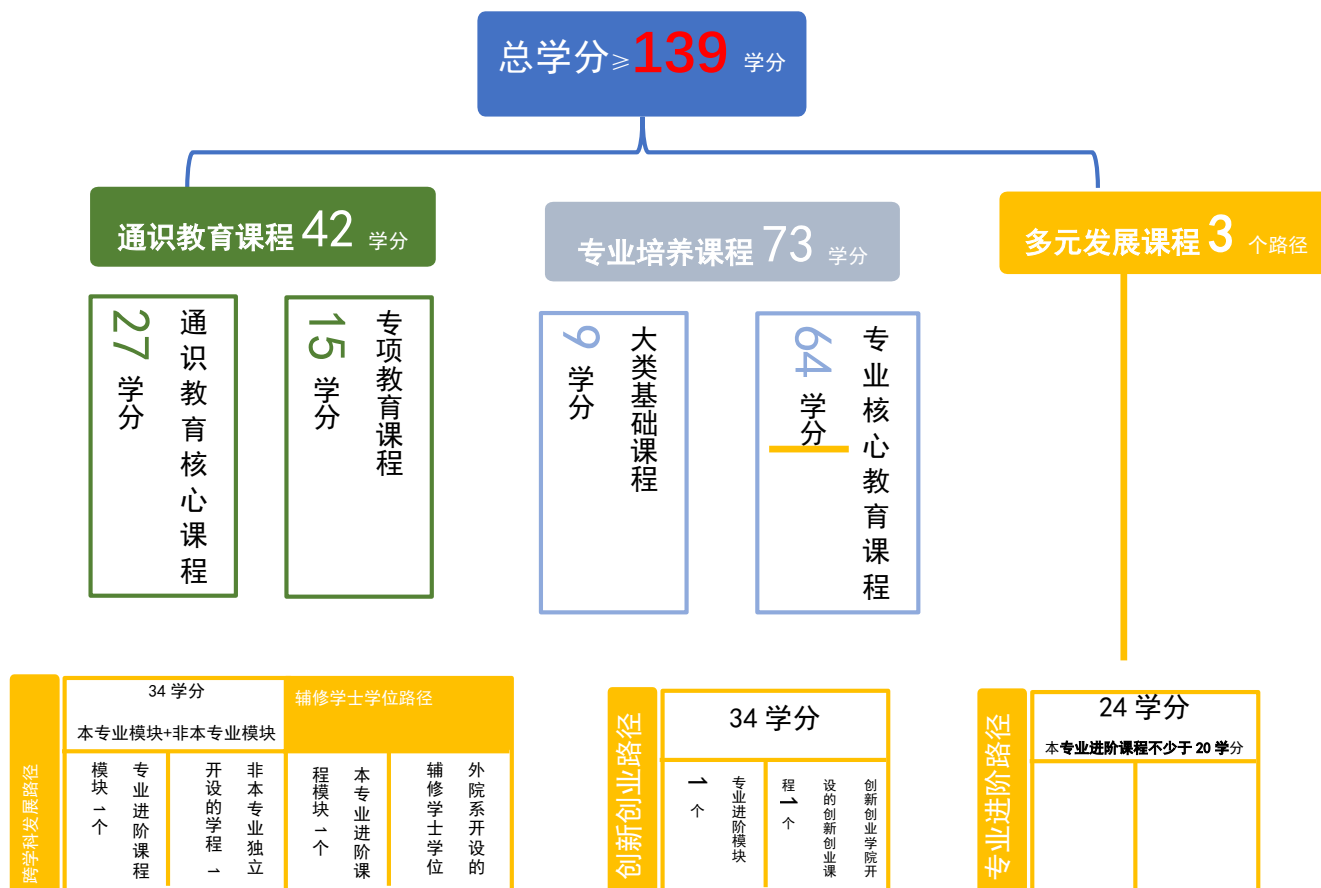 总学分≥139 学分
通识教育课程 42 学分
专业培养课程 73 学分
多元发展课程 3 个路径
通识教育核心课程
27 学分
专项教育课程
15 学分
大类基础课程
9 学分
专业核心教育课程
64 学分
跨学科发展路径
34 学分
本专业模块+非本专业模块
专业进阶课程
模块 1 个
非本专业独立
开设的学程 1
辅修学士学位路径
本专业进阶课
程模块 1 个
外院系开设的
辅修学士学位
创新创业路径
34 学分
专业进阶模块
1 个
创新创业学院开
设的创新创业课
程 1 个
专业进阶路径
24 学分
本专业进阶课程不少于 20 学分